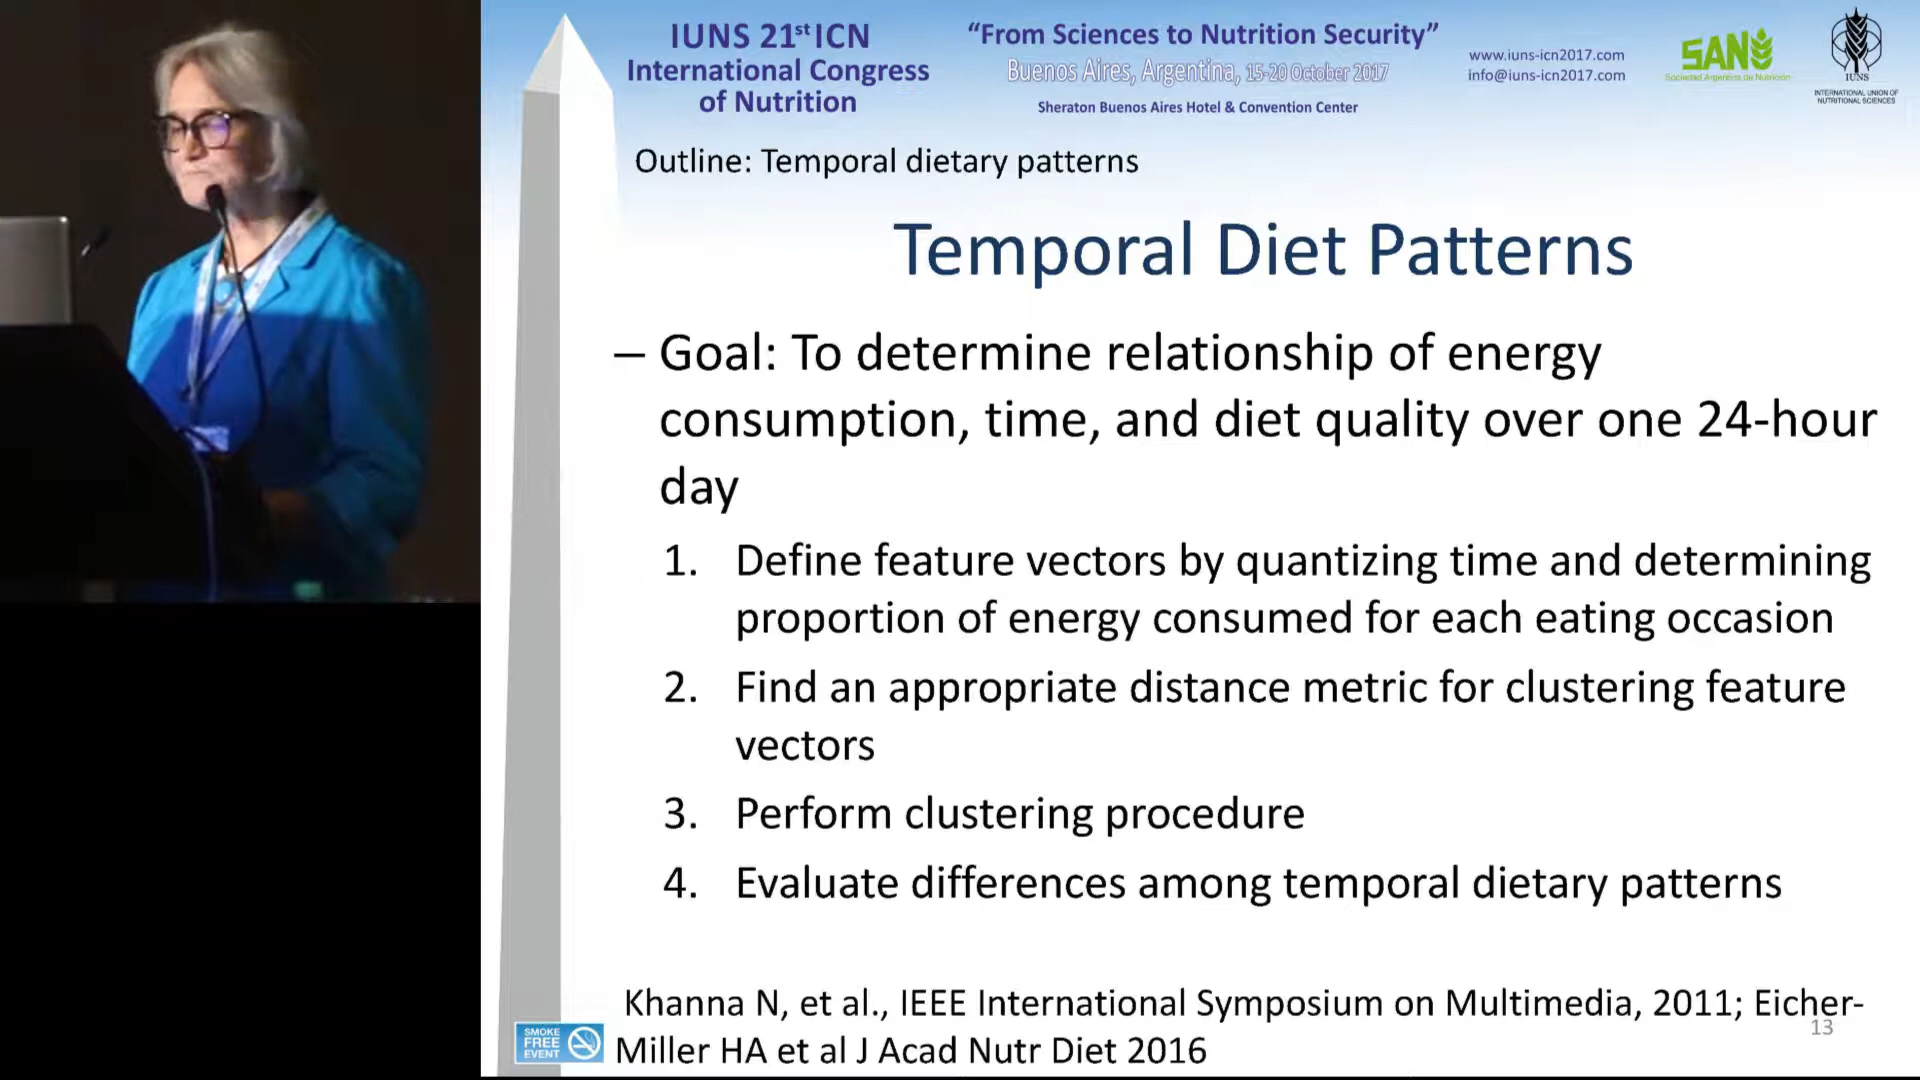 IUNS 21st ICN
International Congress
of Nutrition
“From Sciences to Nutrition Security”
Buenos Aires, Argentina, 15-20 October 2017
Sheraton Buenos Aires Hotel & Convention Center
www.iuns-icn2017.com
info@iuns-icn2017.com
SAN
Sociedad Argentina de Nutrición
IUNS
INTERNATIONAL UNION OF
NUTRITIONAL SCIENCES
Outline: Temporal dietary patterns
Temporal Diet Patterns
– Goal: To determine relationship of energy
consumption, time, and diet quality over one 24-hour
day
1. Define feature vectors by quantizing time and determining
proportion of energy consumed for each eating occasion
2. Find an appropriate distance metric for clustering feature
vectors
3. Perform clustering procedure
4. Evaluate differences among temporal dietary patterns
Khanna N, et al., IEEE International Symposium on Multimedia, 2011; Eicher-
Miller HA et al J Acad Nutr Diet 2016
13
SMOKE
FREE
EVENT